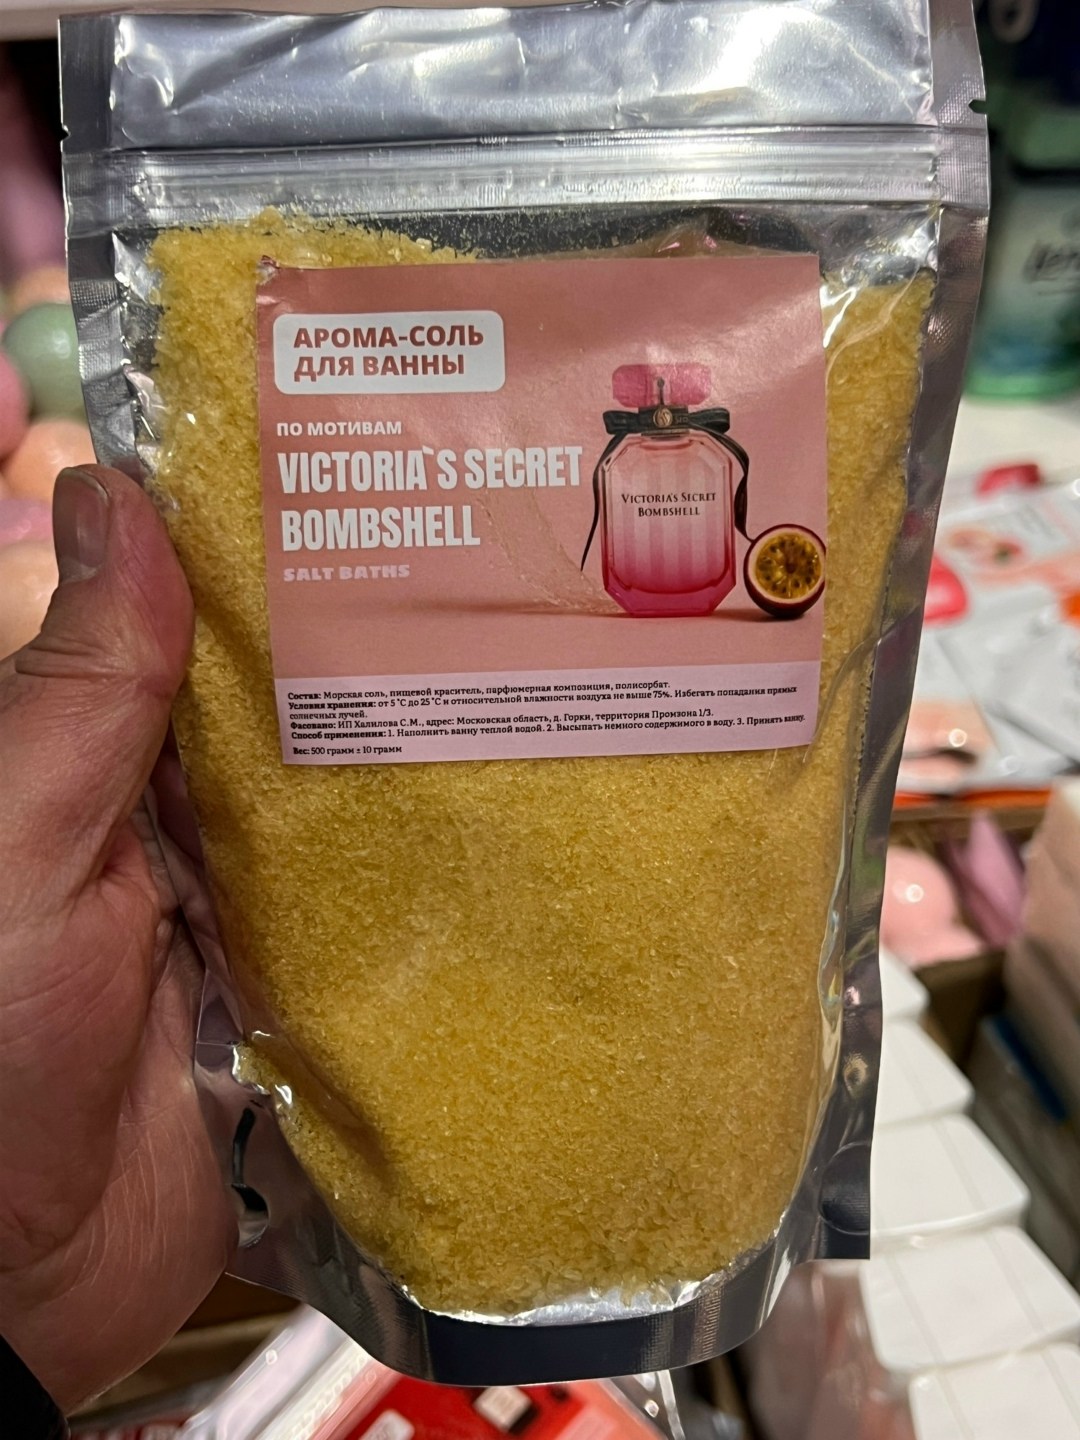 АРОМА-СОЛЬ
ДЛЯ ВАННЫ
ПО МОТИВАМ
VICTORIA`S SECRET
BOMBSHELL
SALT BATHS
VICTORIA'S SECRET
BOMBSHELL
Состав: Морская соль, пищевой краситель, парфюмерная композиция, полисорбат.
Условия хранения: от 5 °С до 25 °С и относительной влажности воздуха не выше 75%. Избегать попадания прямых
солнечных лучей.
Фасовано: ИП Халилова С.М., адрес: Московская область, д. Горки, территория Промзона 1/3.
Способ применения: 1. Наполнить ванну теплой водой. 2. Высыпать немного содержимого в воду. 3. Принять ванну.
Вес: 500 грамм ± 10 грамм